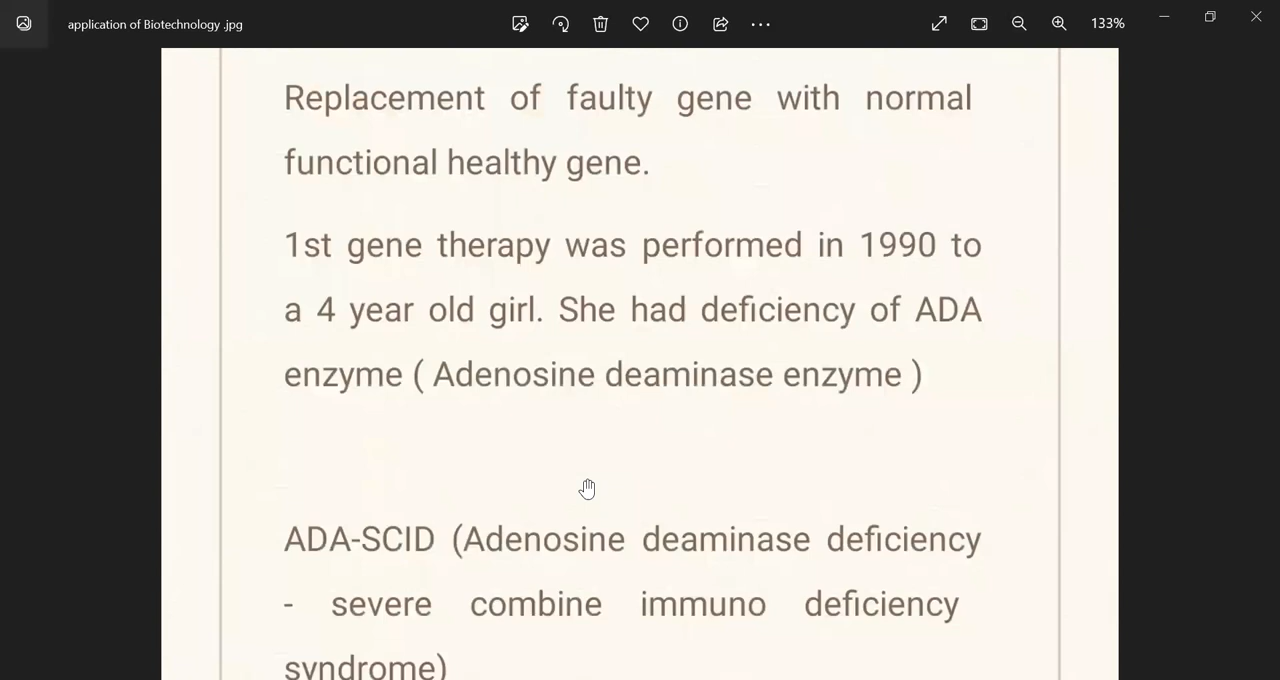 application of Biotechnology .jpg
133%
Replacement of faulty gene with normal
functional healthy gene.
1st gene therapy was performed in 1990 to
a 4 year old girl. She had deficiency of ADA
enzyme ( Adenosine deaminase enzyme )
ADA-SCID (Adenosine deaminase deficiency
- severe combine immuno deficiency
syndrome)